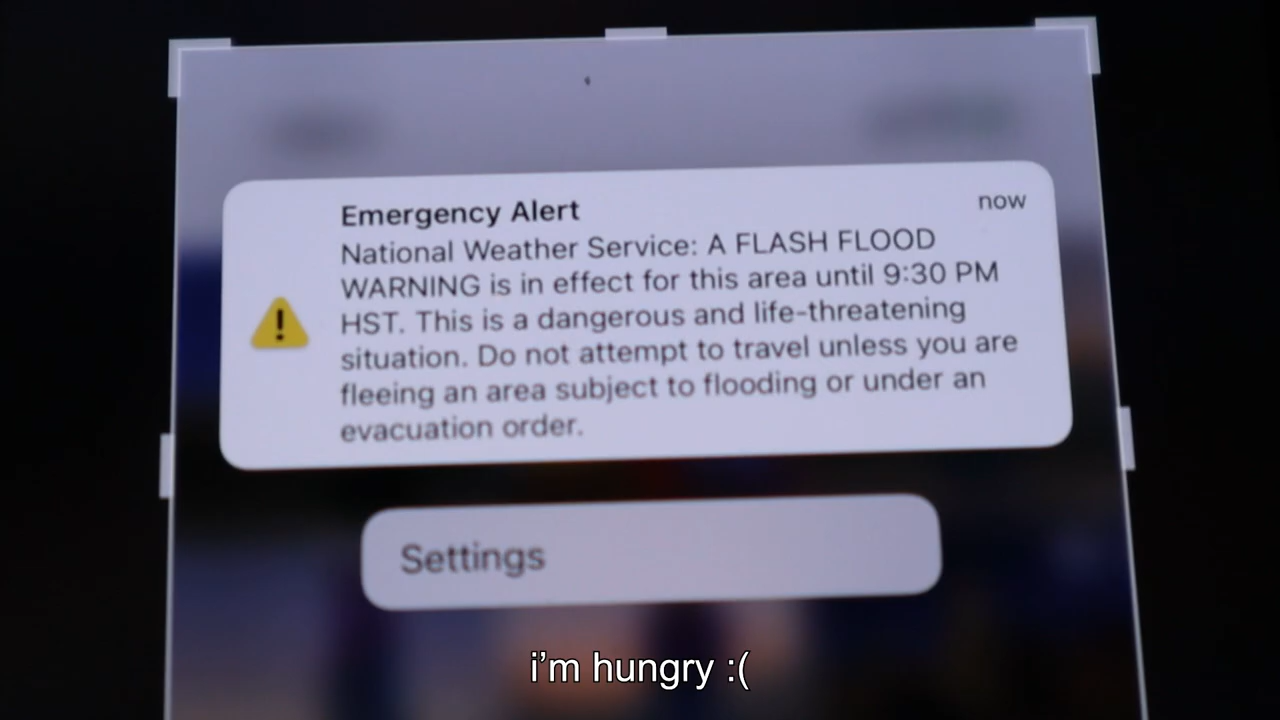 Emergency Alert
now
National Weather Service: A FLASH FLOOD
WARNING is in effect for this area until 9:30 PM
HST. This is a dangerous and life-threatening
situation. Do not attempt to travel unless you are
fleeing an area subject to flooding or under an
evacuation order.
Settings
i’m hungry :(